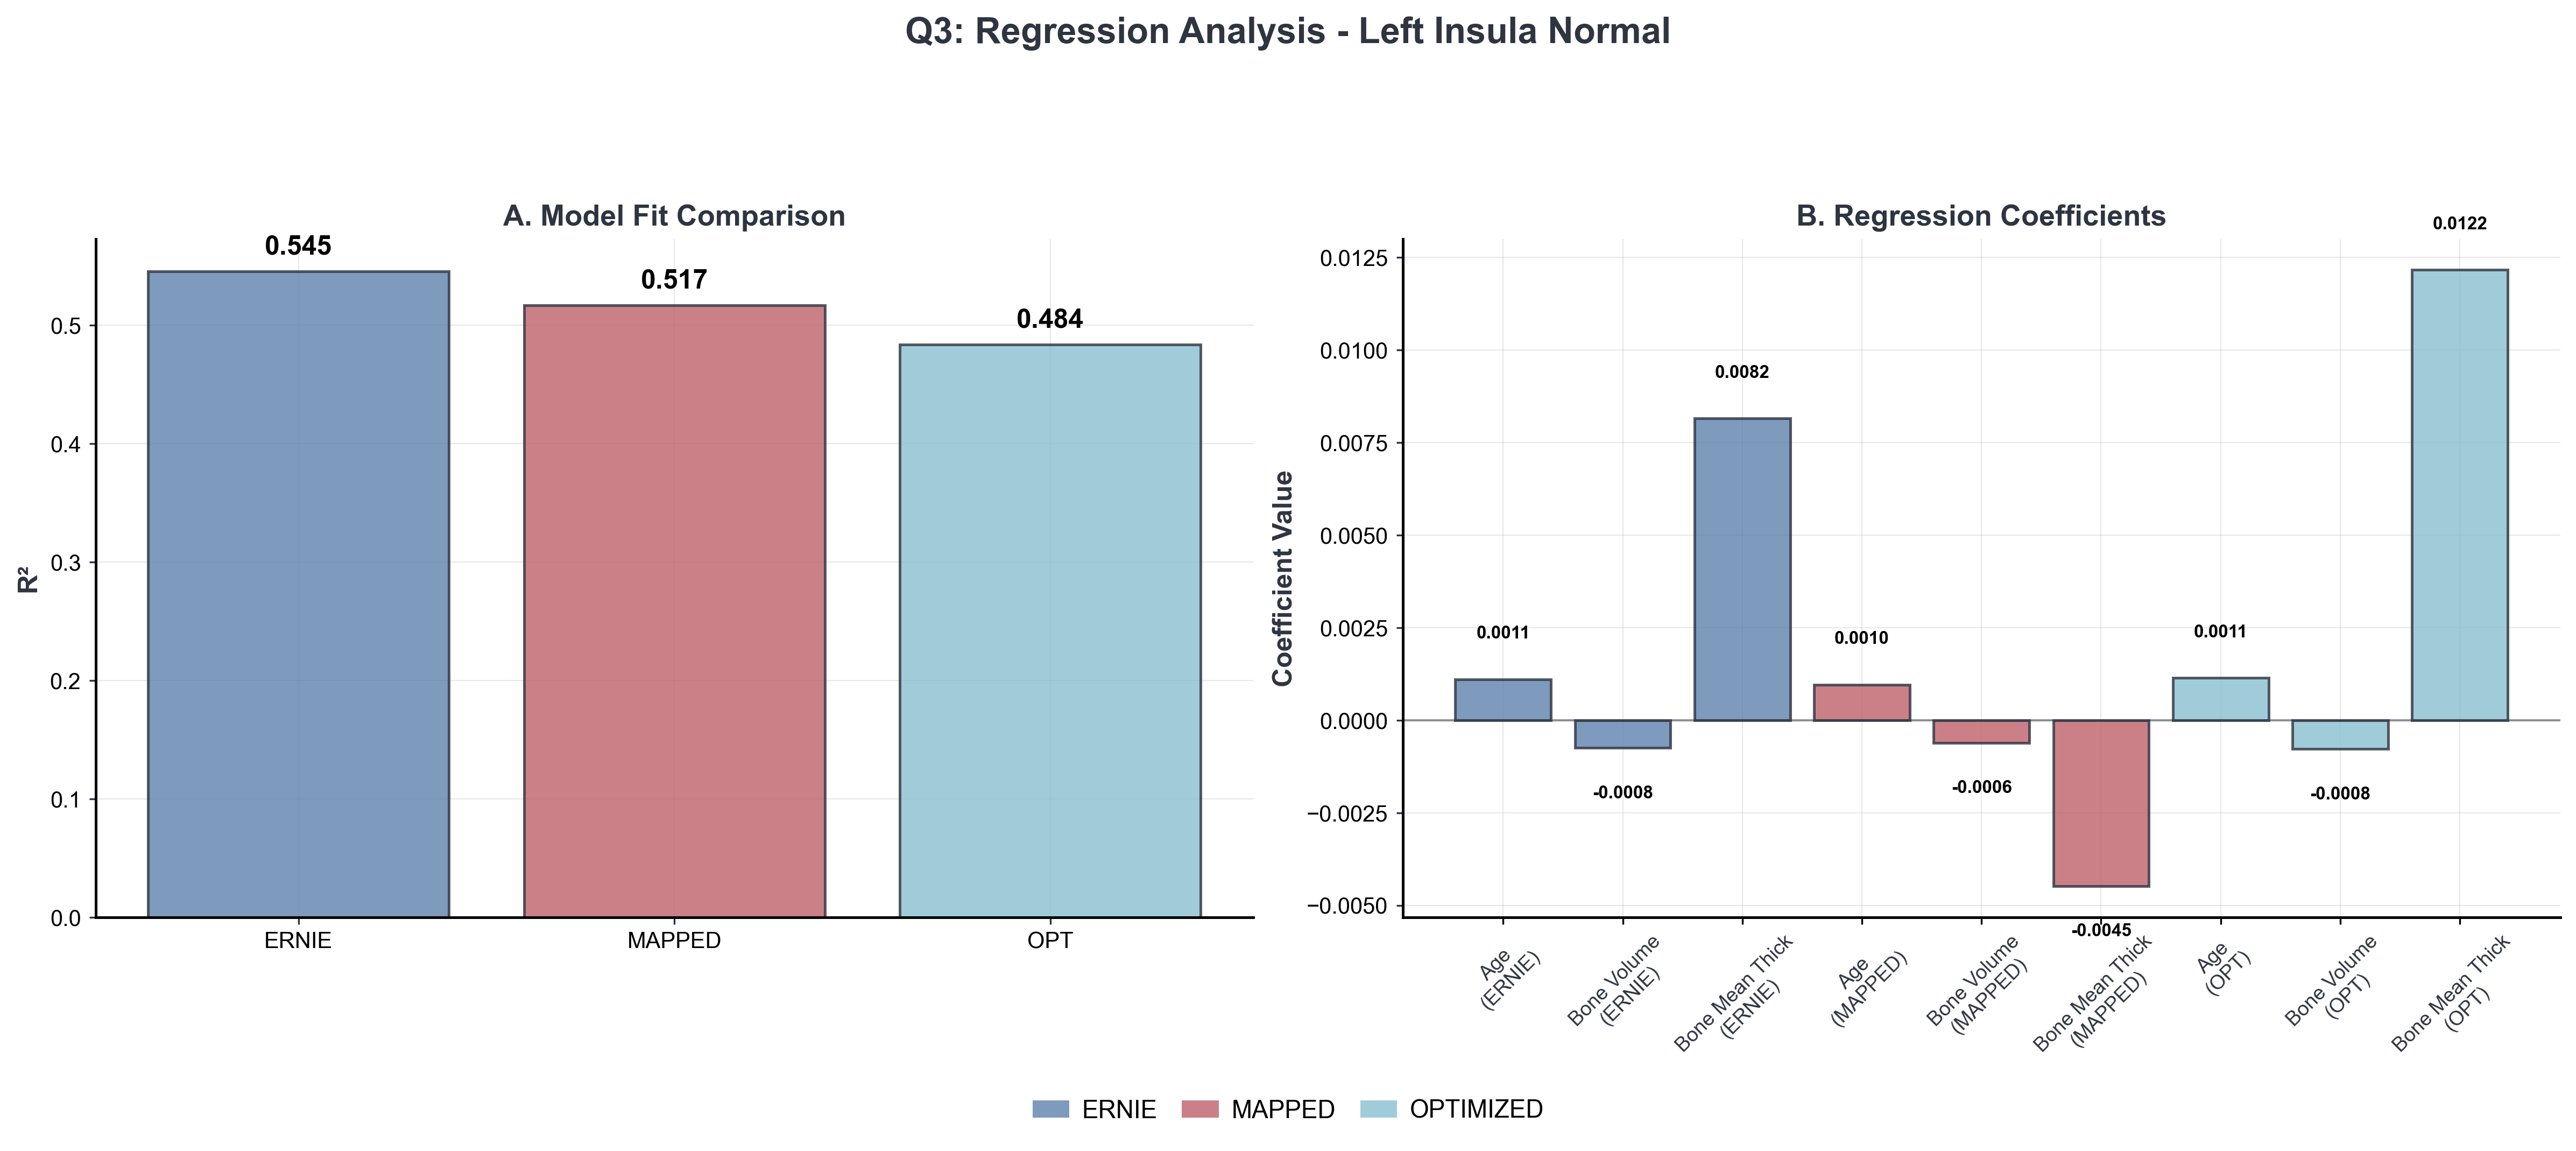 Q3: Regression Analysis - Left Insula Normal
A. Model Fit Comparison
R²
0.5
0.4
0.3
0.2
0.1
0.0
0.545
0.517
0.484
ERNIE
MAPPED
OPT
B. Regression Coefficients
Coefficient Value
0.0125
0.0100
0.0075
0.0050
0.0025
0.0000
−0.0025
−0.0050
0.0011
-0.0008
0.0082
0.0010
-0.0006
-0.0045
0.0011
-0.0008
0.0122
Age
(ERNIE)
Bone Volume
(ERNIE)
Bone Mean Thick
(ERNIE)
Age
(MAPPED)
Bone Volume
(MAPPED)
Bone Mean Thick
(MAPPED)
Age
(OPT)
Bone Volume
(OPT)
Bone Mean Thick
(OPT)
ERNIE
MAPPED
OPTIMIZED